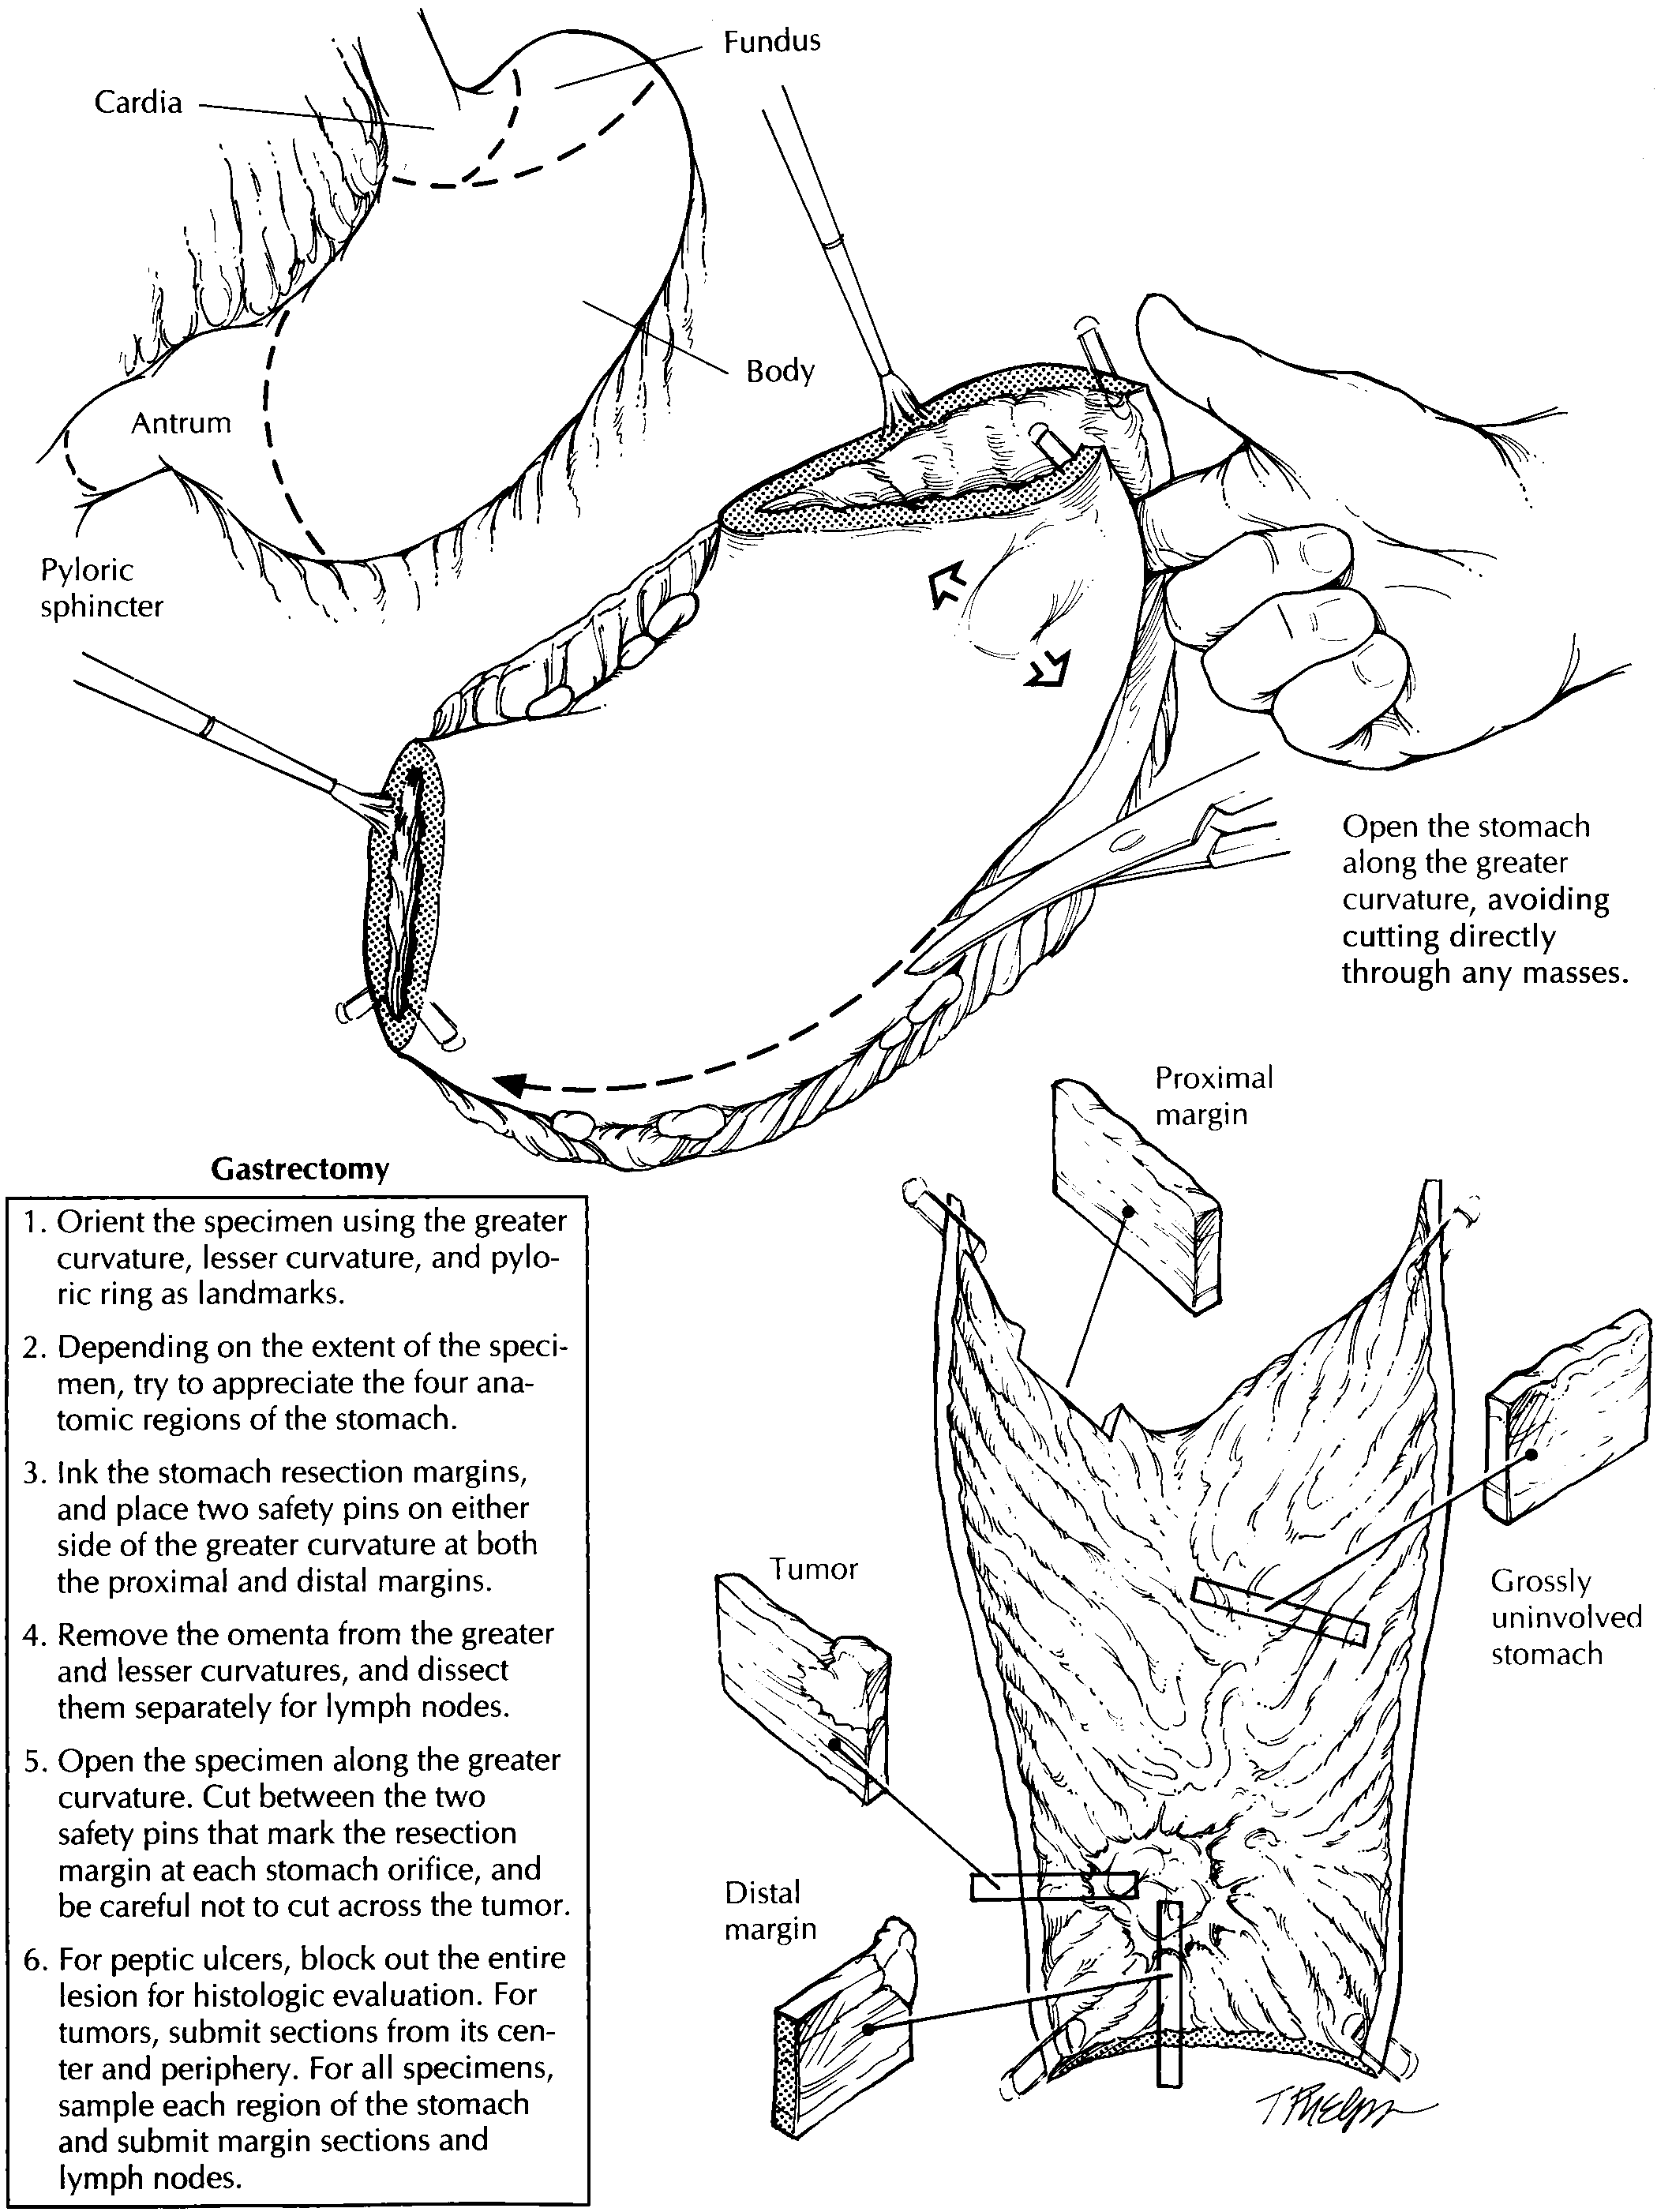 Fundus
Cardia
Body
Antrum
Pyloric
sphincter
Open the stomach
along the greater
curvature, avoiding
cutting directly
through any masses.
Proximal
margin
Gastrectomy
1. Orient the specimen using the greater
curvature, lesser curvature, and pylo-
ric ring as landmarks.
2. Depending on the extent of the speci-
men, try to appreciate the four ana-
tomic regions of the stomach.
3. Ink the stomach resection margins,
and place two safety pins on either
side of the greater curvature at both
the proximal and distal margins.
4. Remove the omenta from the greater
and lesser curvatures, and dissect
them separately for lymph nodes.
5. Open the specimen along the greater
curvature. Cut between the two
safety pins that mark the resection
margin at each stomach orifice, and
be careful not to cut across the tumor.
6. For peptic ulcers, block out the entire
lesion for histologic evaluation. For
tumors, submit sections from its cen-
ter and periphery. For all specimens,
sample each region of the stomach
and submit margin sections and
lymph nodes.
Tumor
Grossly
uninvolved
stomach
Distal
margin
T PHELPS